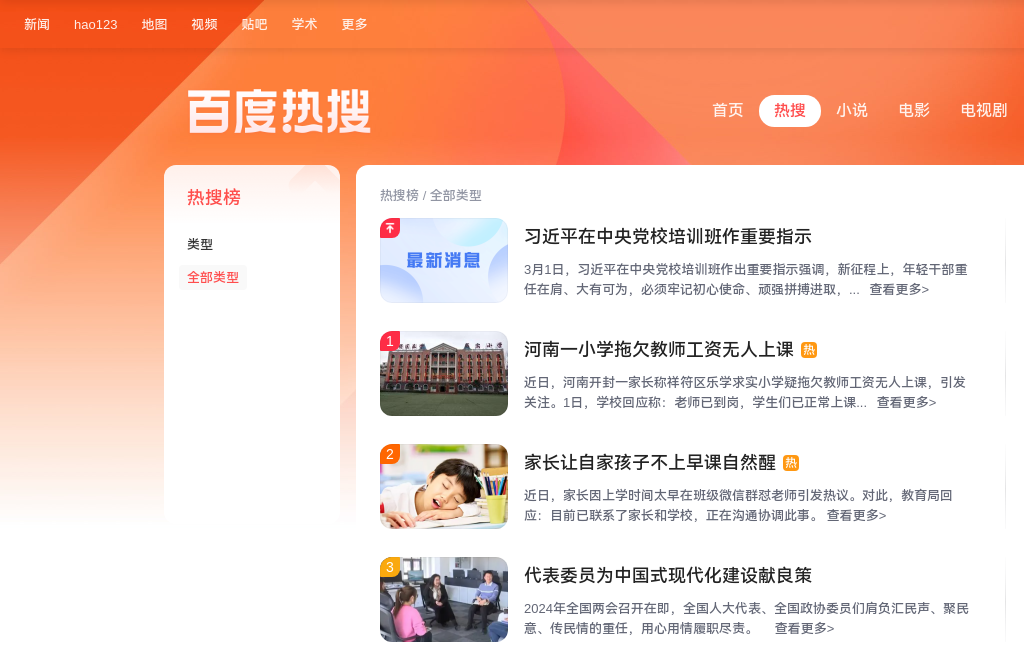 新闻 hao123 地图 视频 贴吧 学术 更多
百度热搜
首页 热搜 小说 电影 电视剧
热搜榜
类型
全部类型
热搜榜 / 全部类型
最新消息
习近平在中央党校培训班作重要指示
3月1日，习近平在中央党校培训班作出重要指示强调，新征程上，年轻干部重
任在肩、大有可为，必须牢记初心使命、顽强拼搏进取，... 查看更多>
1
河南一小学拖欠教师工资无人上课 热
近日，河南开封一家长称祥符区乐学求实小学疑拖欠教师工资无人上课，引发
关注。1日，学校回应称：老师已到岗，学生们已正常上课... 查看更多>
2
家长让自家孩子不上早课自然醒 热
近日，家长因上学时间太早在班级微信群怼老师引发热议。对此，教育局回
应：目前已联系了家长和学校，正在沟通协调此事。 查看更多>
3
代表委员为中国式现代化建设献良策
2024年全国两会召开在即，全国人大代表、全国政协委员们肩负汇民声、聚民
意、传民情的重任，用心用情履职尽责。 查看更多>